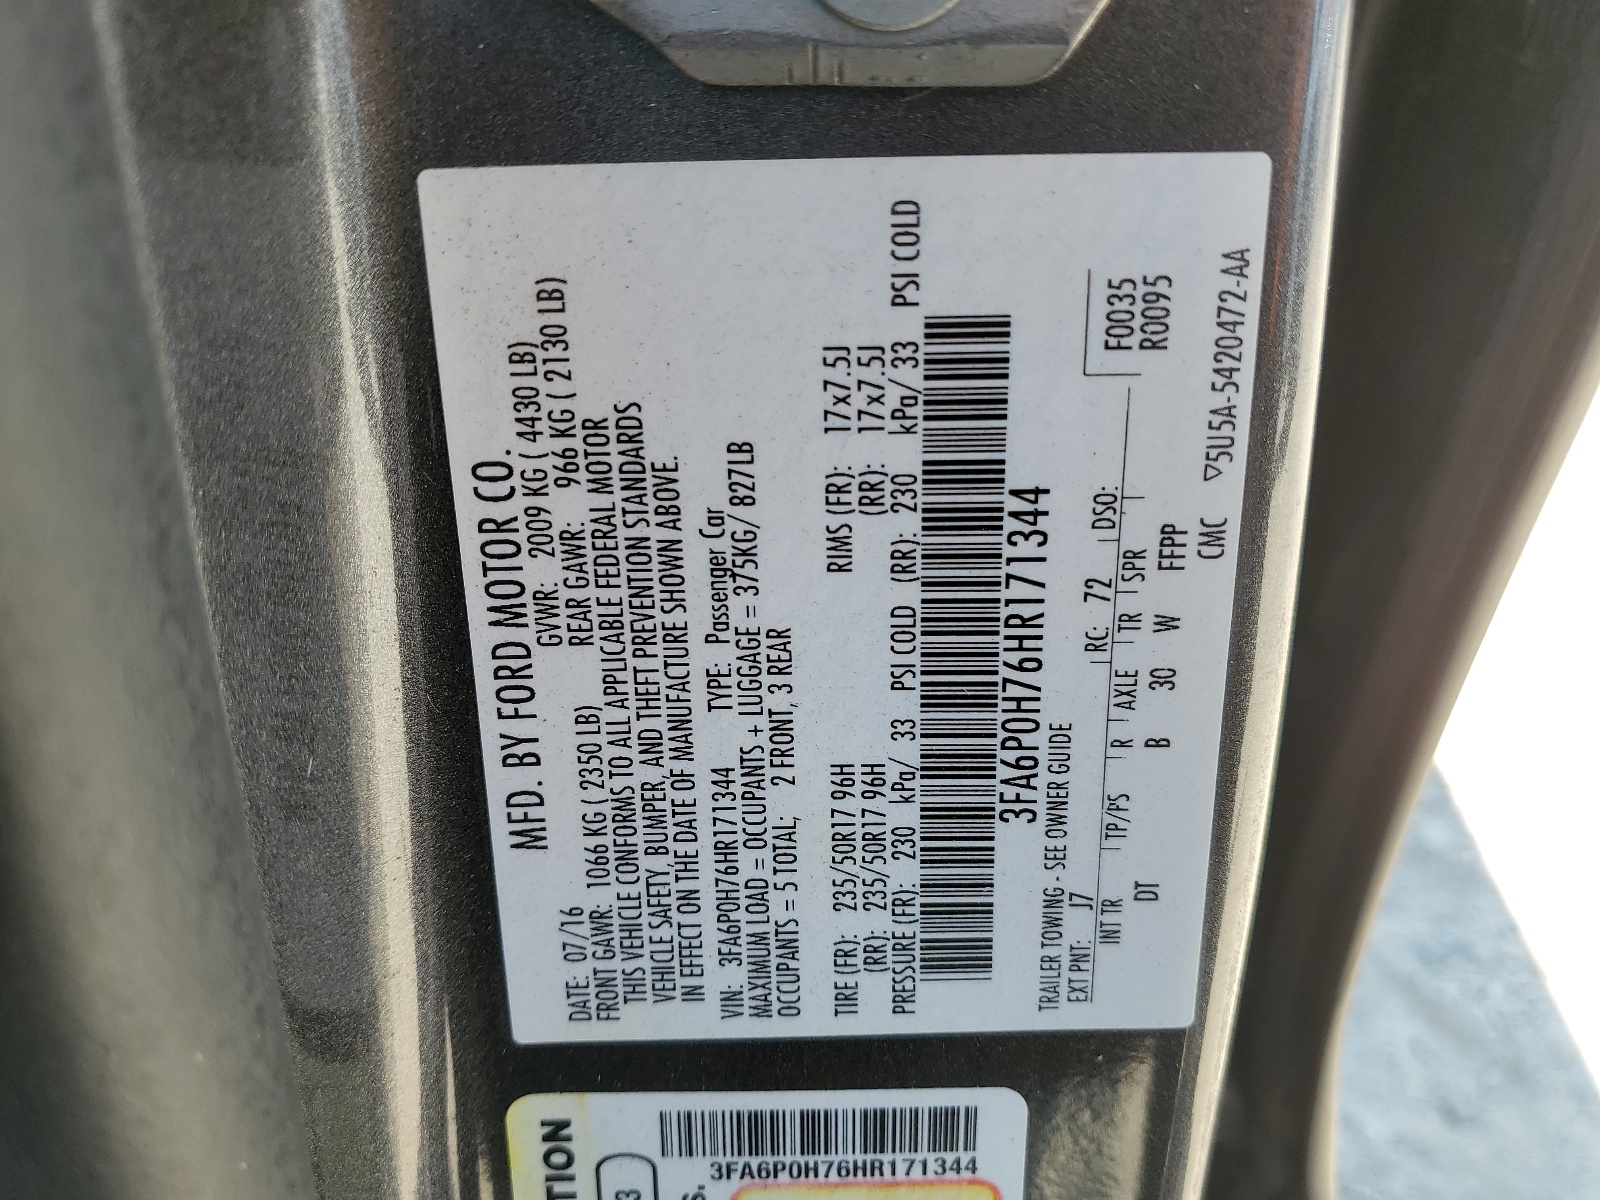 MFD. BY FORD MOTOR CO.
DATE: 07/16 GVWR: 2009 KG ( 4430 LB)
FRONT GAWR: 1066 KG ( 2350 LB) REAR GAWR: 966 KG ( 2130 LB)
THIS VEHICLE CONFORMS TO ALL APPLICABLE FEDERAL MOTOR
VEHICLE SAFETY, BUMPER, AND THEFT PREVENTION STANDARDS
IN EFFECT ON THE DATE OF MANUFACTURE SHOWN ABOVE.
VIN: 3FA6P0H76HR171344 TYPE: Passenger Car
MAXIMUM LOAD = OCCUPANTS + LUGGAGE = 375KG/ 827LB
OCCUPANTS = 5 TOTAL; 2 FRONT, 3 REAR
TIRE (FR): 235/50R17 96H RIMS (FR): 17x7.5J
(RR): 235/50R17 96H (RR): 17x7.5J
PRESSURE (FR): 230 kPa/ 33 PSI COLD (RR): 230 kPa/ 33 PSI COLD
3FA6P0H76HR171344
TRAILER TOWING - SEE OWNER GUIDE
EXT PNT: J7 RC: 72 DSO: F0035
R0095
INT TR TP/PS R AXLE TR SPR
DT B 30 W FFPP
CMC ▽5U5A-5420472-AA
TION
3
S.
3FA6P0H76HR171344